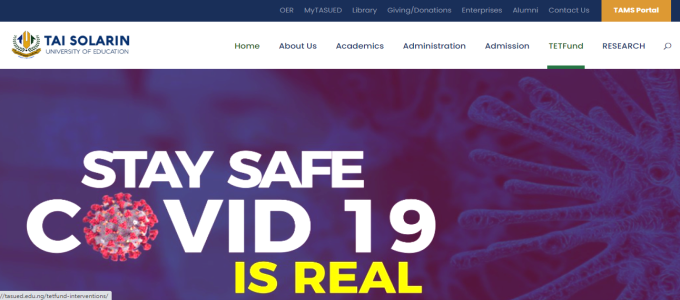 OER MyTASUED Library Giving/Donations Enterprises Alumni Contact Us TAMS Portal
TAI SOLARIN
UNIVERSITY OF EDUCATION
Home About Us Academics Administration Admission TETFund RESEARCH
STAY SAFE
COVID 19
IS REAL
//tasued.edu.ng/tetfund-interventions/